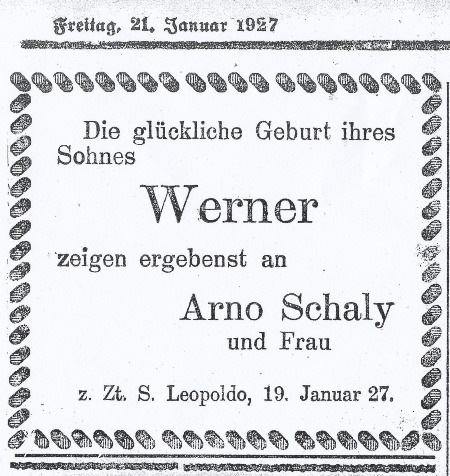 Freitag, 21. Januar 1927
Die glückliche Geburt ihres
Sohnes
Werner
zeigen ergebenst an
Arno Schaly
und Frau
z. Zt. S. Leopoldo, 19. Januar 27.